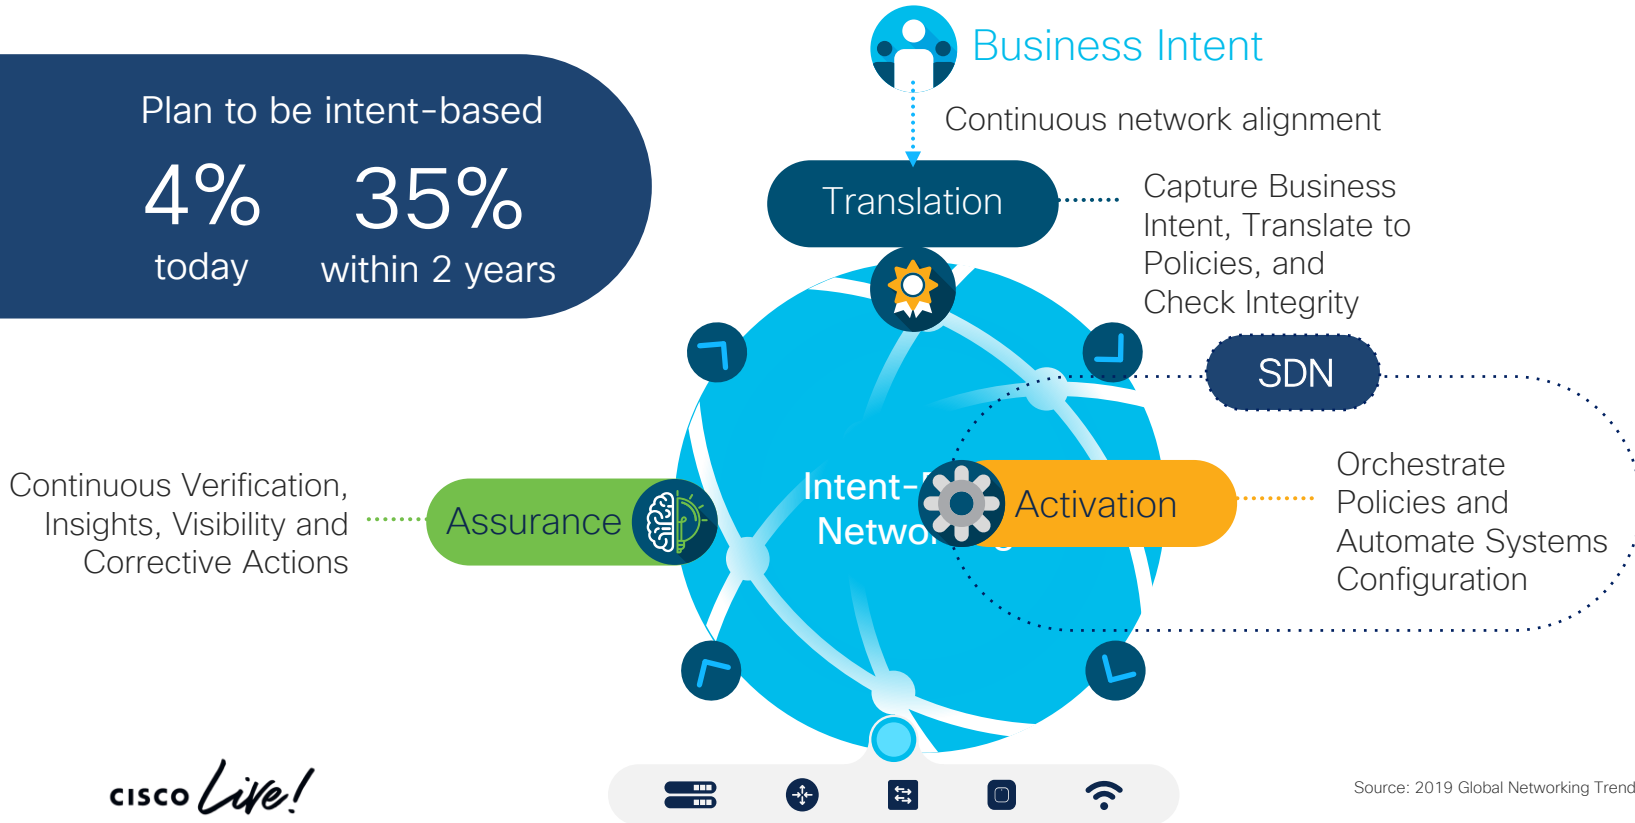 Business Intent
Plan to be intent-based
4%
35%
today
within 2 years
Continuous network alignment
Translation
Capture Business
Intent, Translate to
Policies, and
Check Integrity
SDN
Continuous Verification,
Insights, Visibility and
Corrective Actions
Assurance
Intent-
Networ
Activation
Orchestrate
Policies and
Automate Systems
Configuration
CISCO Live!
Source: 2019 Global Networking Trend